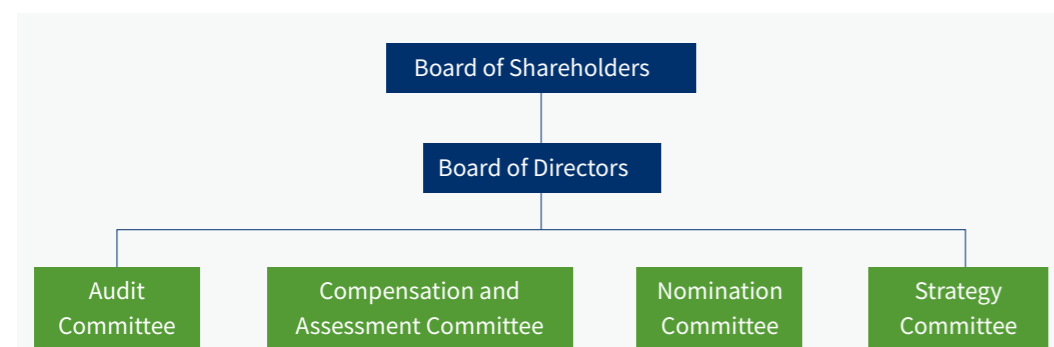 Board of Shareholders
Board of Directors
Audit
Committee
Compensation and
Assessment Committee
Nomination
Committee
Strategy
Committee